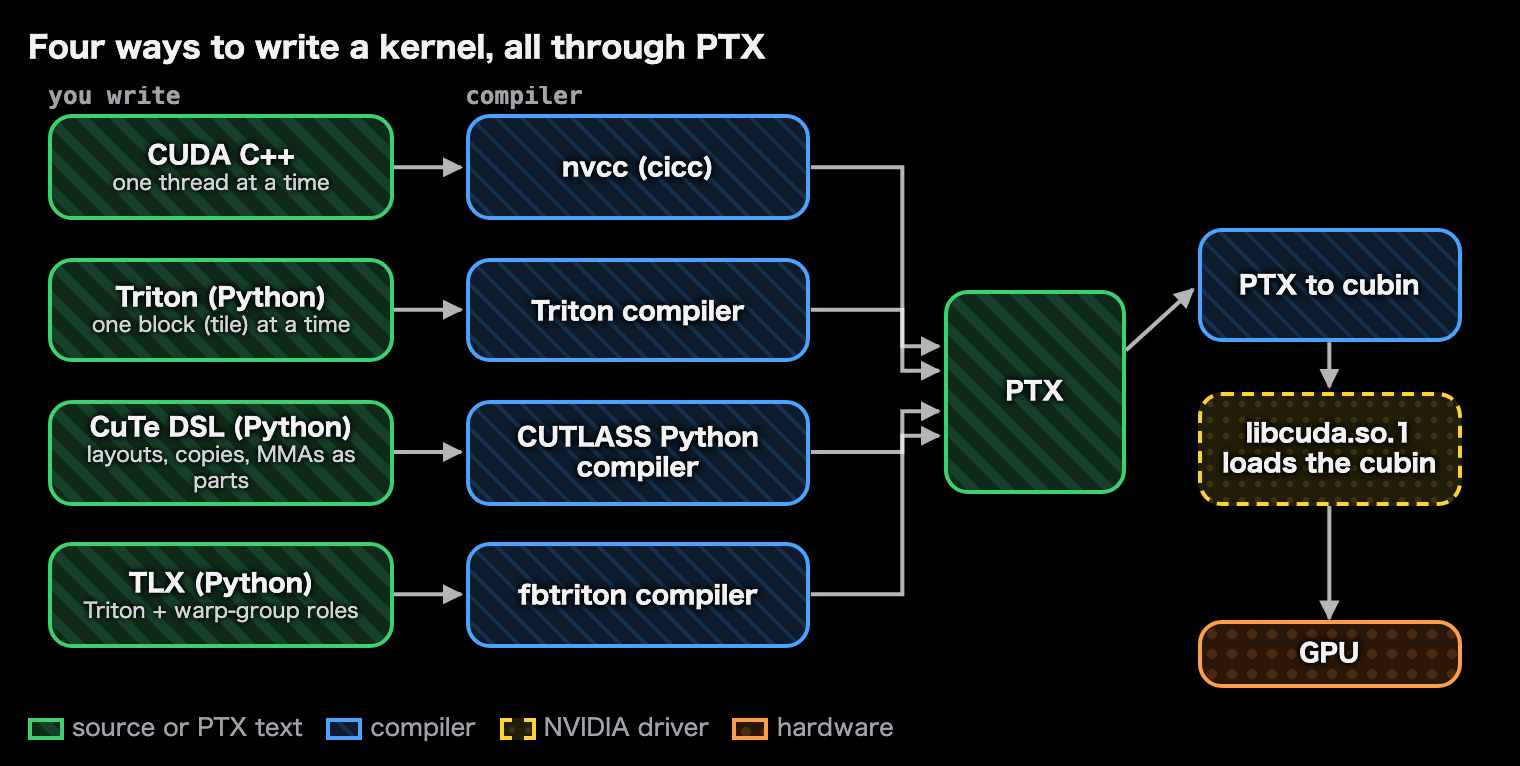 Four ways to write a kernel, all through PTX
you write
compiler
CUDA C++
one thread at a time
nvcc (cicc)
Triton (Python)
one block (tile) at a time
Triton compiler
CuTe DSL (Python)
layouts, copies, MMAs as
parts
CUTLASS Python
compiler
TLX (Python)
Triton + warp-group roles
fbtriton compiler
PTX
PTX to cubin
libcuda.so.1
loads the cubin
GPU
source or PTX text
compiler
NVIDIA driver
hardware